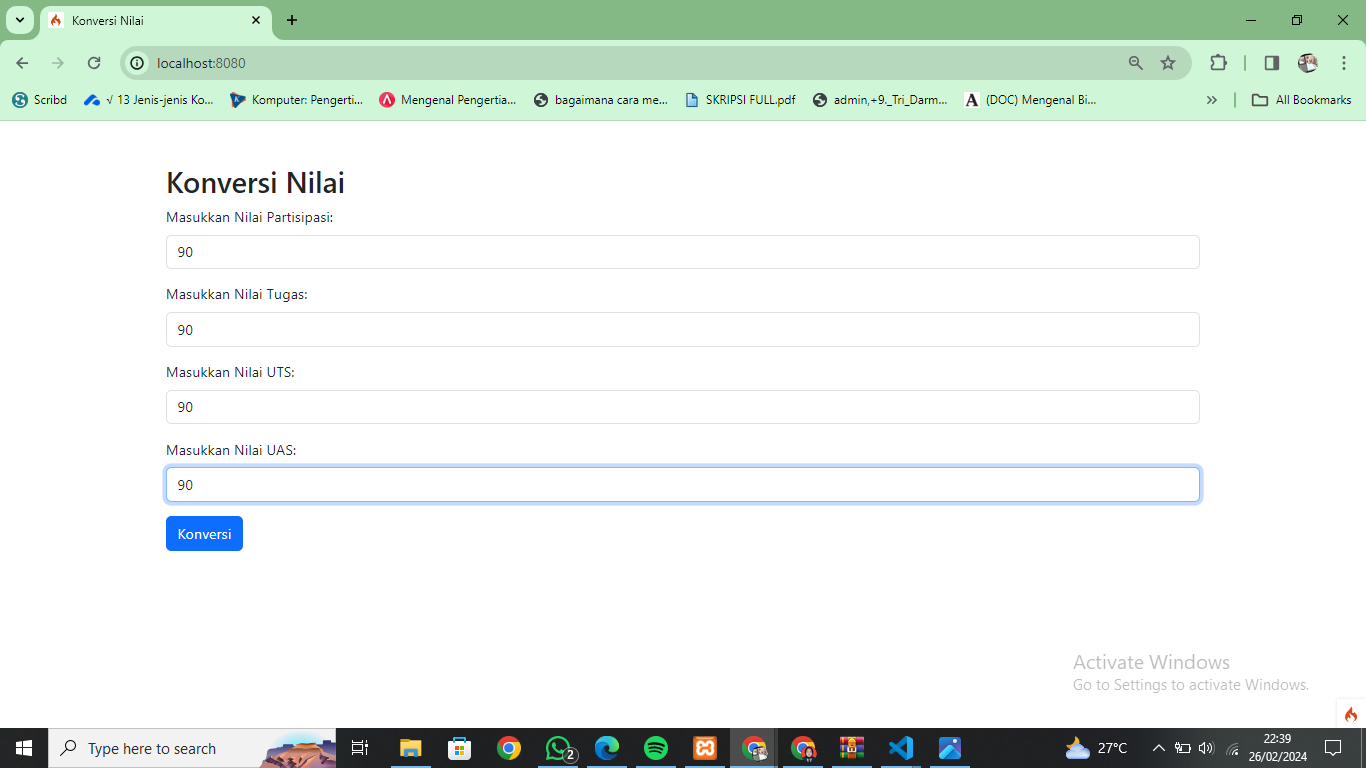 Konversi Nilai
localhost:8080
Scribd
√ 13 Jenis-jenis Ko...
Komputer: Pengerti...
Mengenal Pengertia...
bagaimana cara me...
SKRIPSI FULL.pdf
admin,+9._Tri_Darm...
A
(DOC) Mengenal Bi...
All Bookmarks
Konversi Nilai
Masukkan Nilai Partisipasi:
90
Masukkan Nilai Tugas:
90
Masukkan Nilai UTS:
90
Masukkan Nilai UAS:
90
Konversi
Activate Windows
Go to Settings to activate Windows.
Type here to search
2
27°C
22:39
26/02/2024